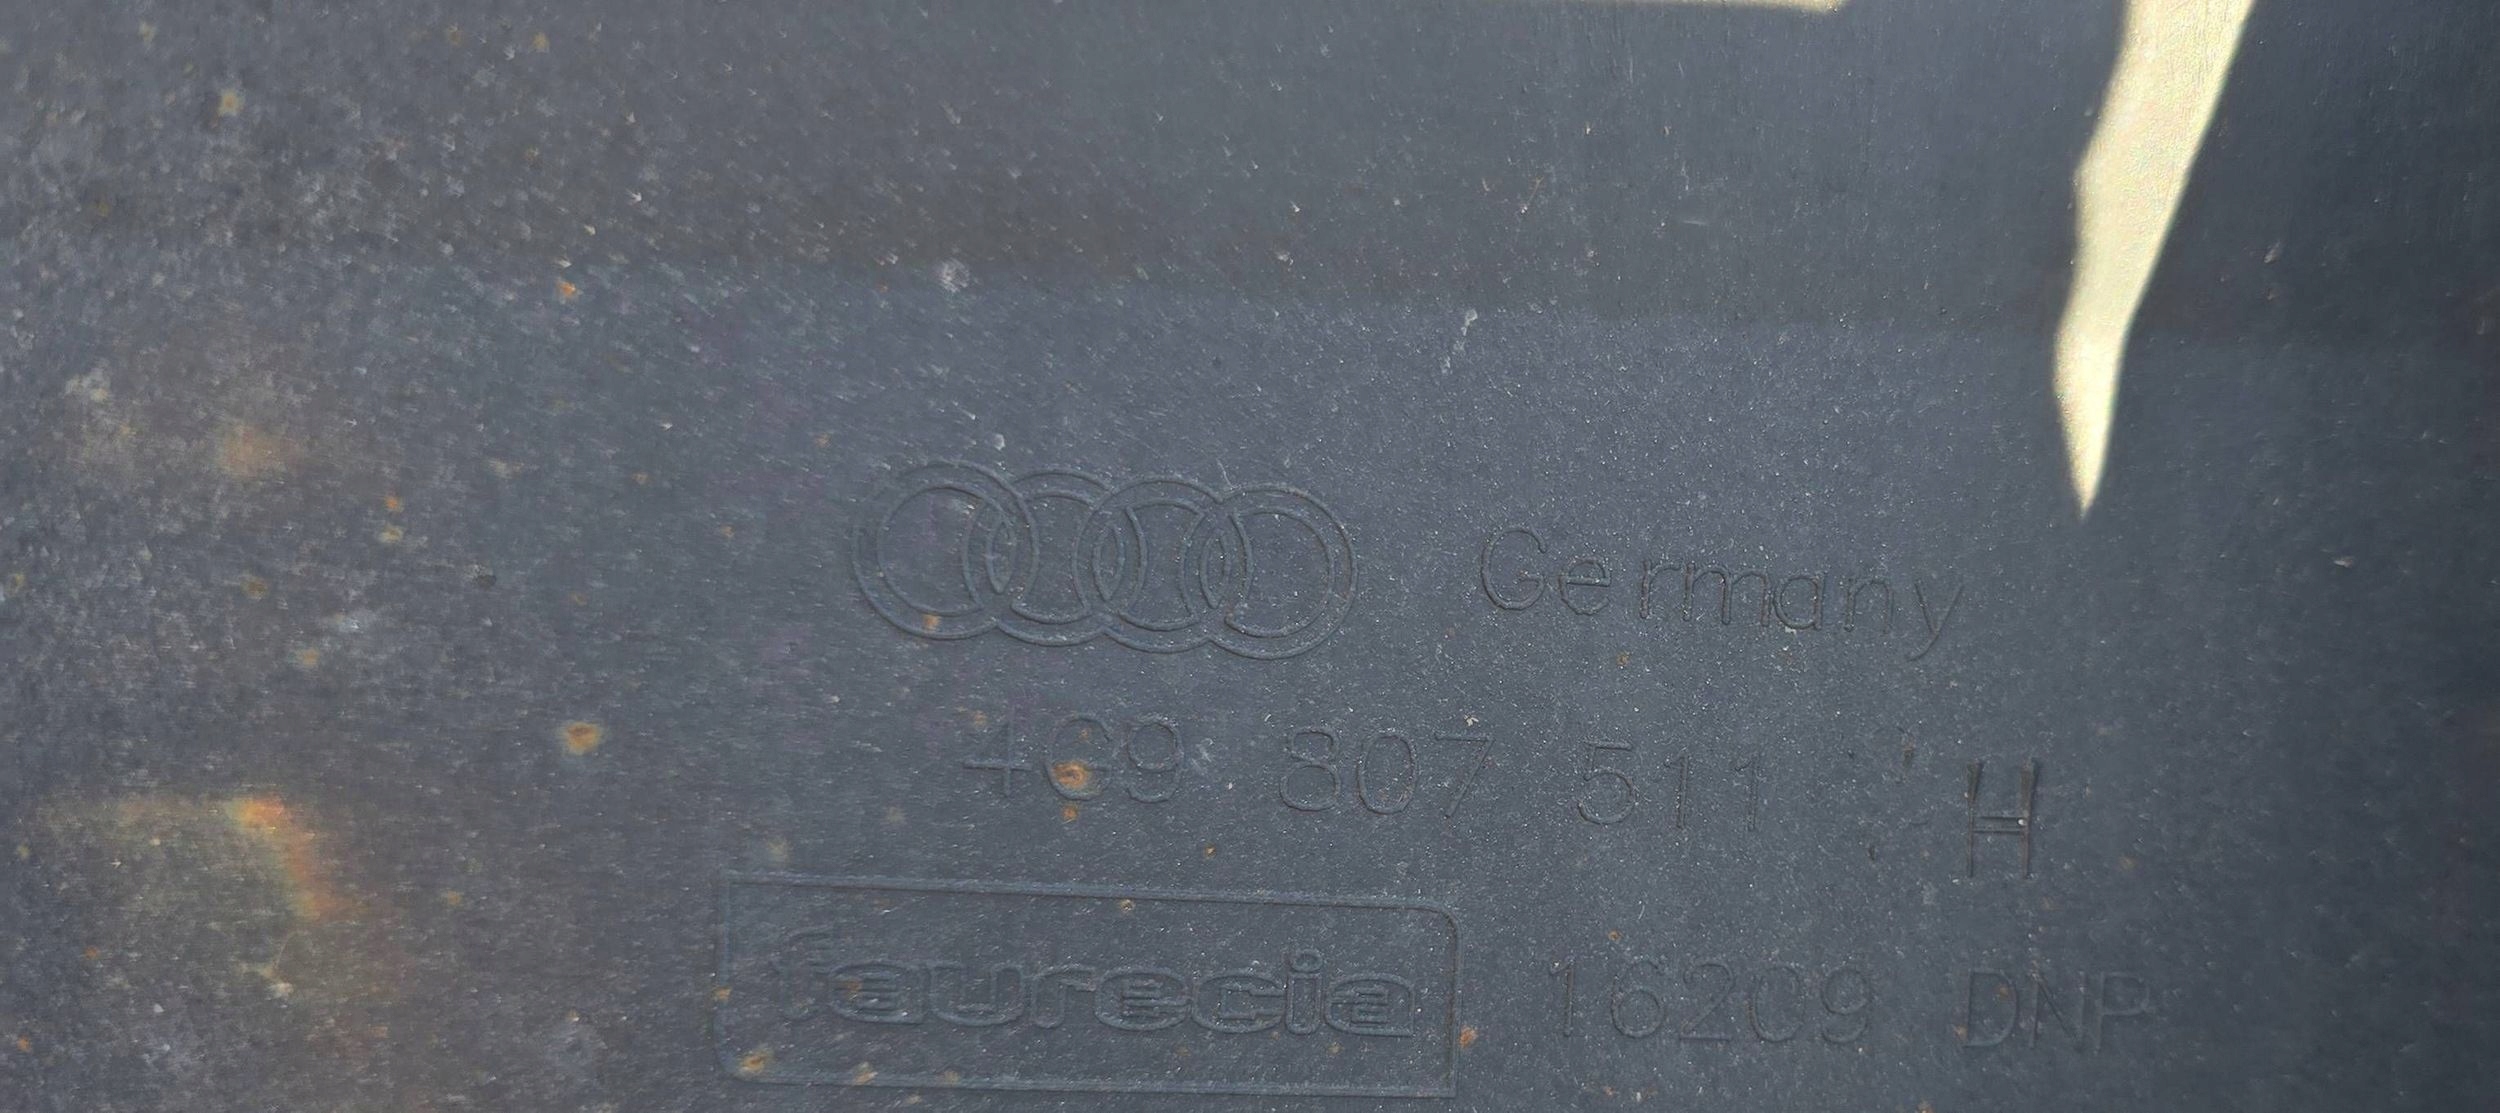 Germany
4G9 807 511 H
faurecia
16209 DNP